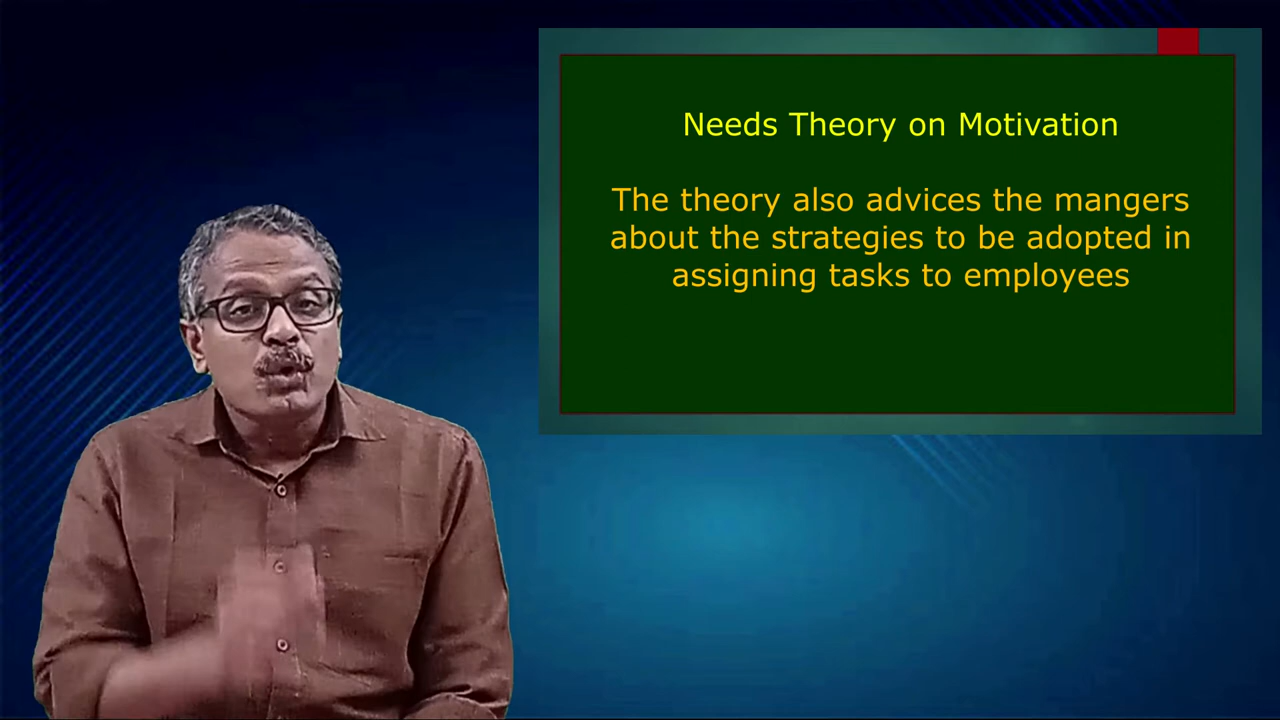 Needs Theory on Motivation
The theory also advices the mangers
about the strategies to be adopted in
assigning tasks to employees